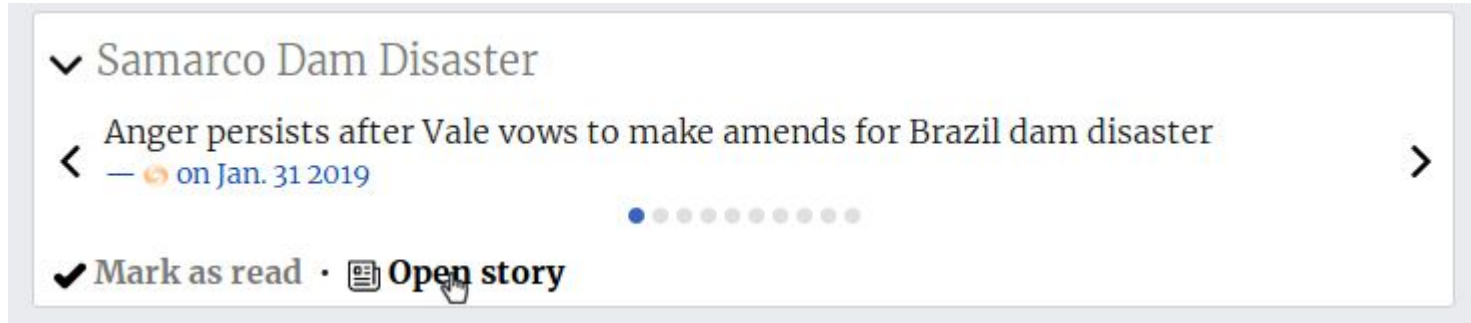 Samarco Dam Disaster
Anger persists after Vale vows to make amends for Brazil dam disaster
— on Jan. 31 2019
Mark as read · Open story